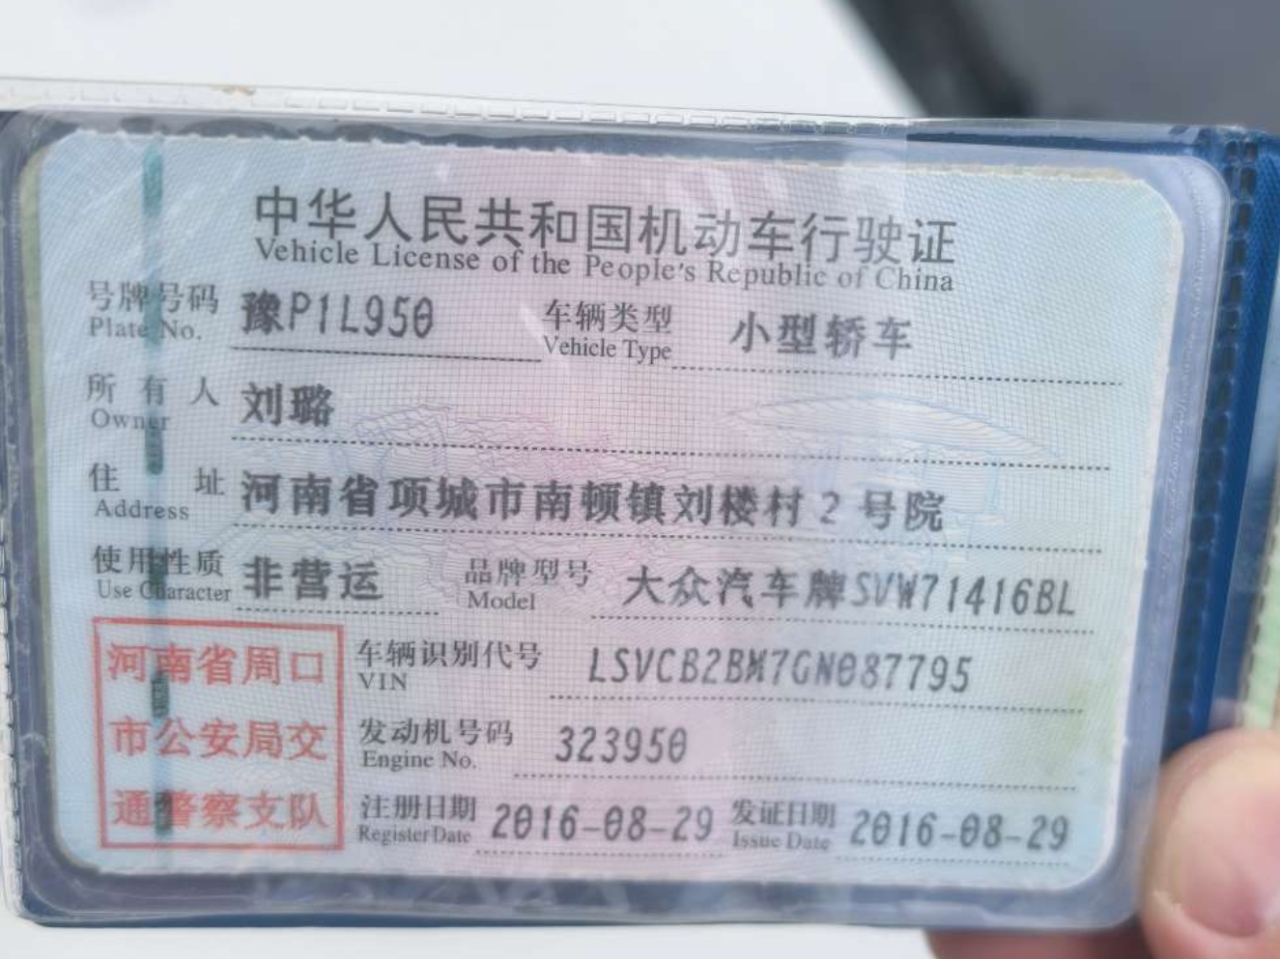 中华人民共和国机动车行驶证
Vehicle License of the People's Republic of China
号牌号码 豫P1L950 车辆类型 小型轿车
Plate No. Vehicle Type
所有人 刘璐
Owner
住址 河南省项城市南顿镇刘楼村2号院
Address
使用性质 非营运 品牌型号 大众汽车牌SVW71416BL
Use Character Model
河南省周口
市公安局交
通警察支队
车辆识别代号 LSVCB2BM7GN087795
VIN
发动机号码 323950
Engine No.
注册日期 2016-08-29 发证日期 2016-08-29
Register Date Issue Date